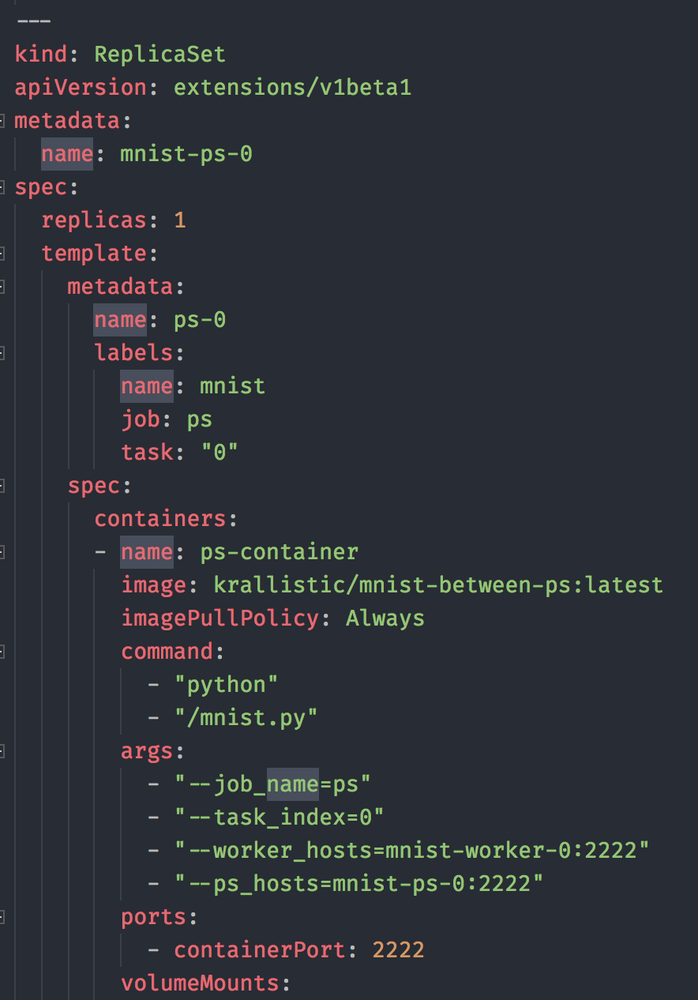 ---
kind: ReplicaSet
apiVersion: extensions/v1beta1
metadata:
  name: mnist-ps-0
spec:
  replicas: 1
  template:
    metadata:
      name: ps-0
      labels:
        name: mnist
        job: ps
        task: "0"
    spec:
      containers:
      - name: ps-container
        image: krallistic/mnist-between-ps:latest
        imagePullPolicy: Always
        command:
          - "python"
          - "/mnist.py"
        args:
          - "--job_name=ps"
          - "--task_index=0"
          - "--worker_hosts=mnist-worker-0:2222"
          - "--ps_hosts=mnist-ps-0:2222"
        ports:
          - containerPort: 2222
        volumeMounts: